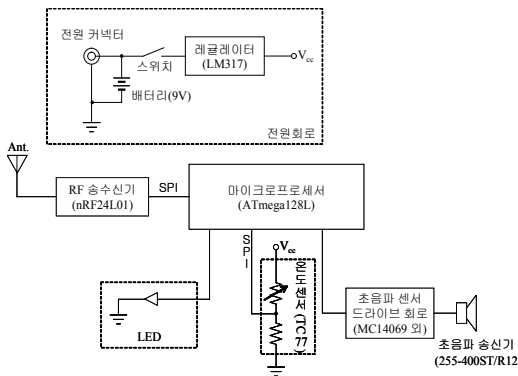 전원 커넥터
스위치
레귤레이터
(LM317)
Vcc
배터리(9V)
전원회로
Ant.
RF 송수신기
(nRF24L01)
SPI
마이크로프로세서
(ATmega128L)
SPI
Vcc
온도센서 (TC77)
LED
초음파 센서
드라이브 회로
(MC14069 외)
초음파 송신기
(255-400ST/R12